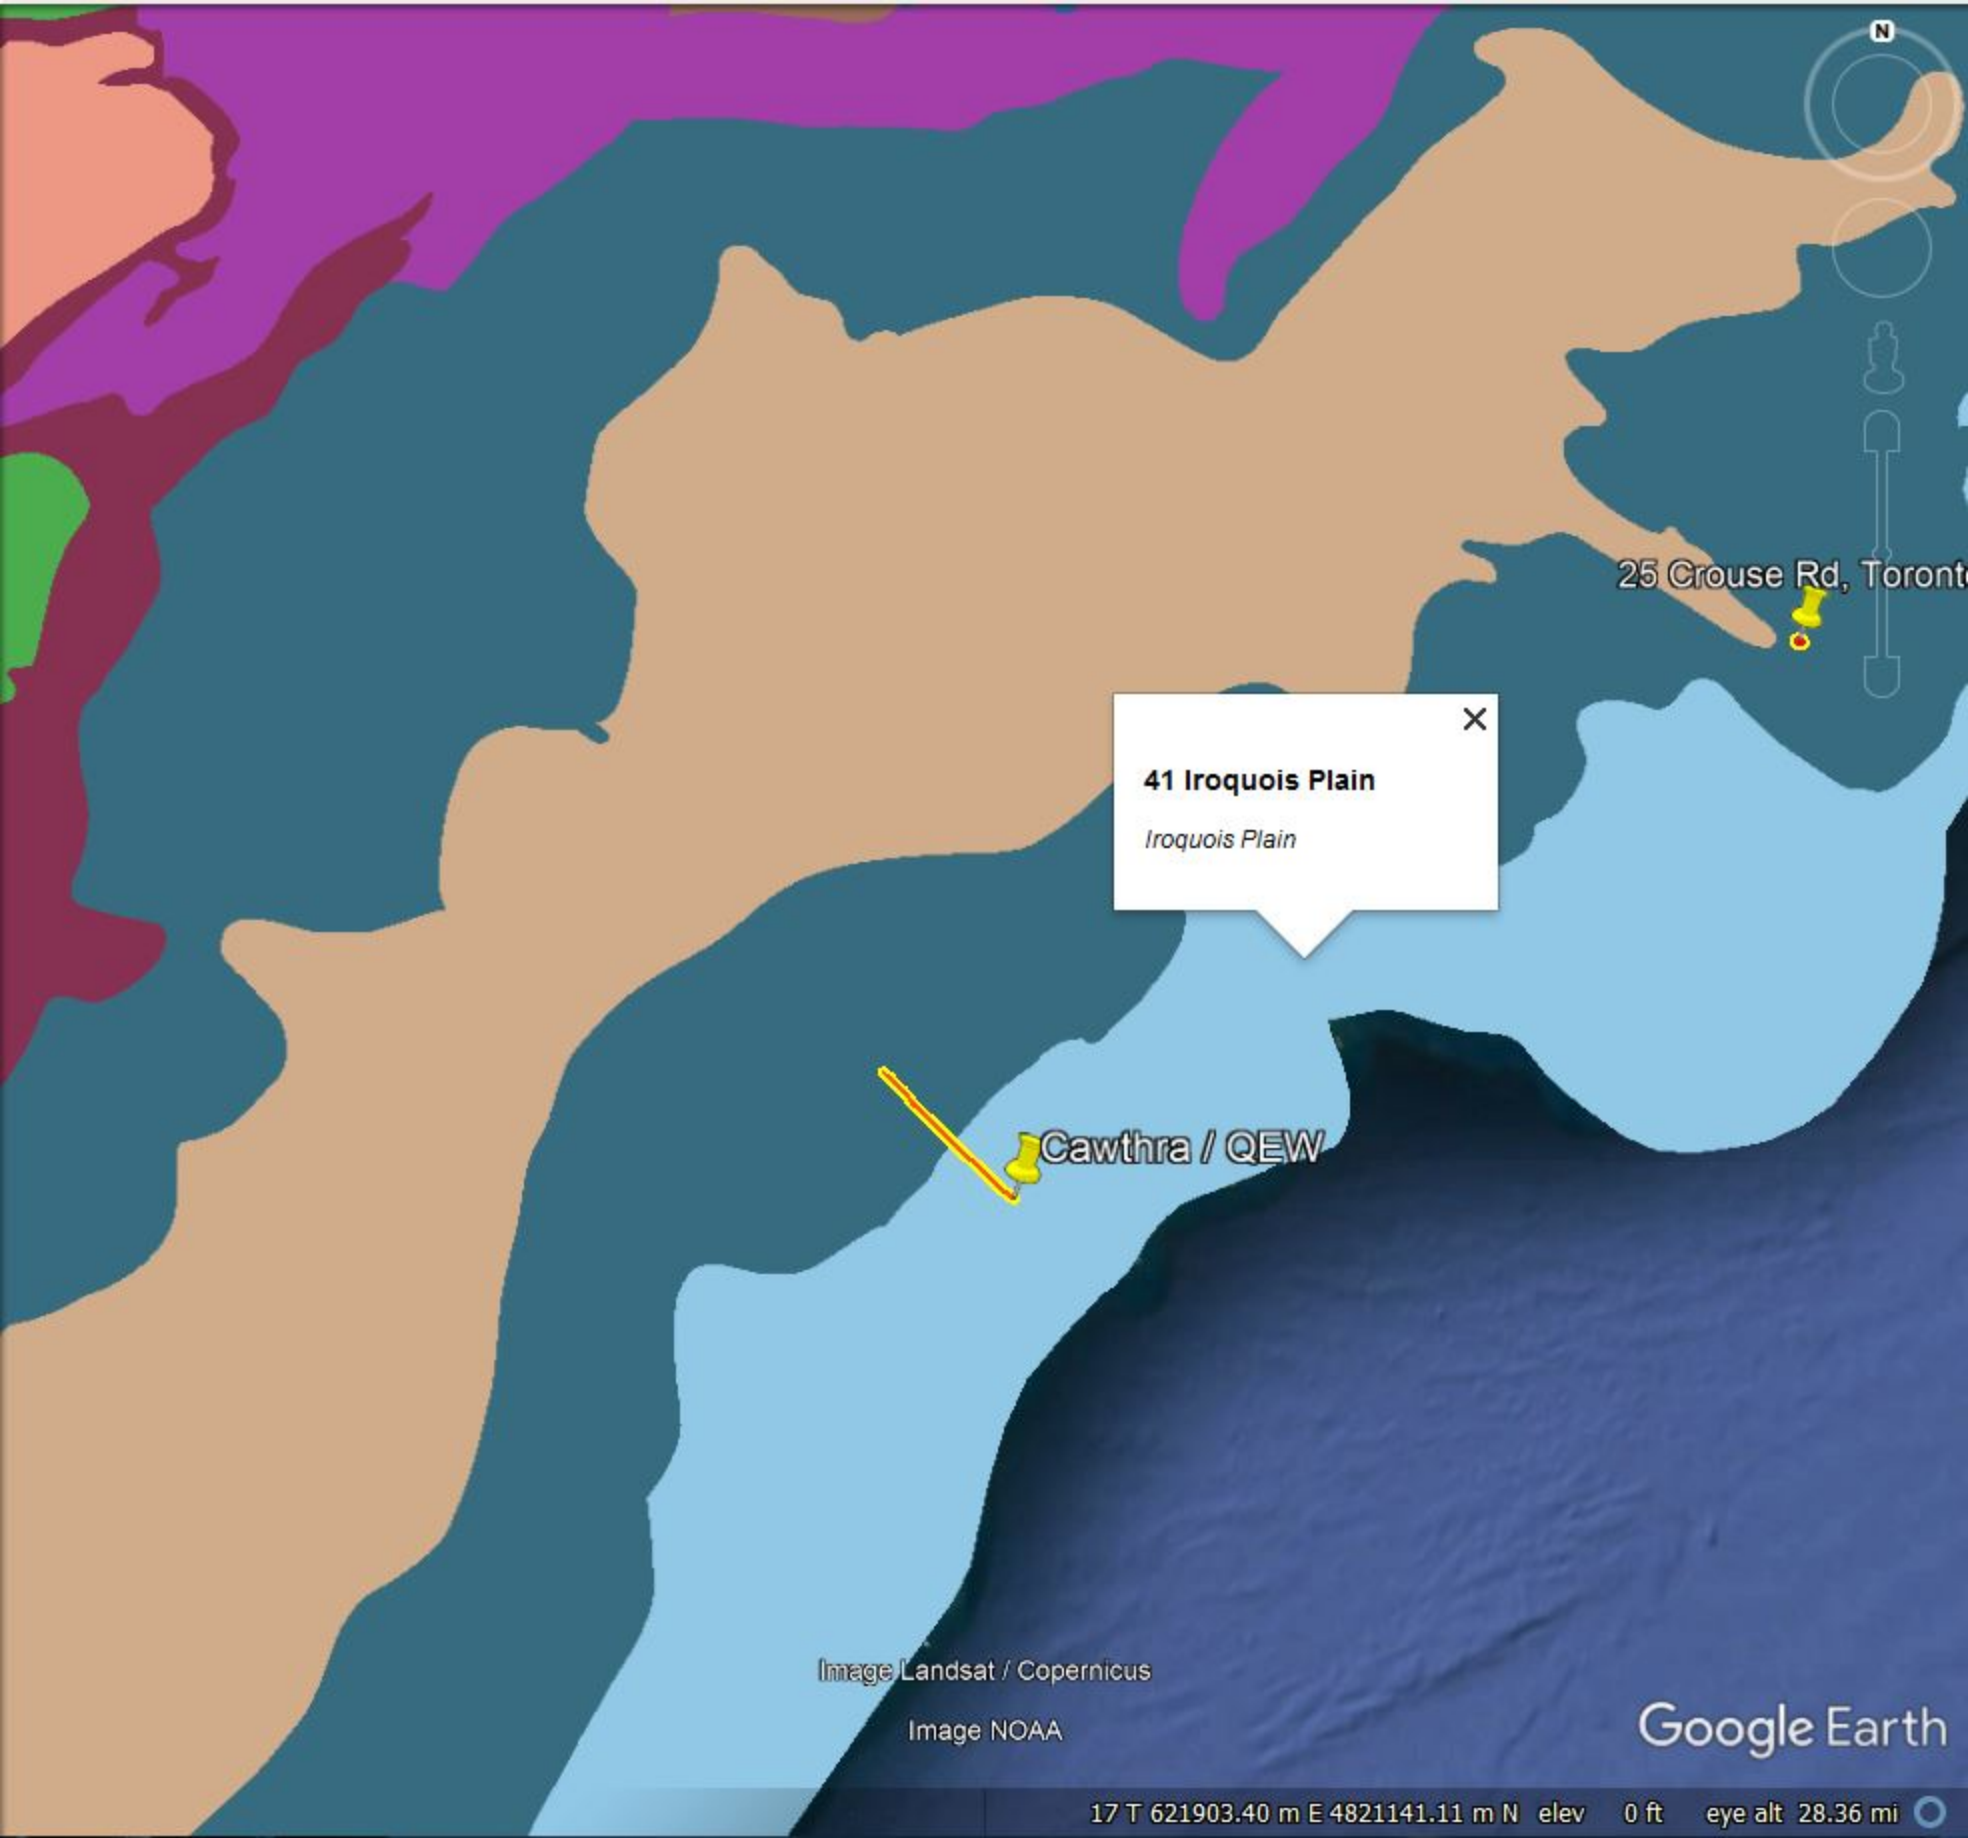 N
25 Crouse Rd, Toront
41 Iroquois Plain
Iroquois Plain
Cawthra / QEW
Image Landsat / Copernicus
Image NOAA
Google Earth
17 T 621903.40 m E 4821141.11 m N elev 0 ft eye alt 28.36 mi